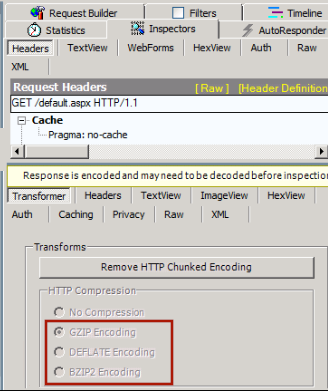 Request Builder Filters Timeline
Statistics Inspectors AutoResponder
Headers TextView WebForms HexView Auth Raw
XML
Request Headers [Raw] [Header Definition
GET /default.aspx HTTP/1.1
Cache
Pragma: no-cache
Response is encoded and may need to be decoded before inspectio
Transformer Headers TextView ImageView HexView
Auth Caching Privacy Raw XML
Transforms
Remove HTTP Chunked Encoding
HTTP Compression
No Compression
GZIP Encoding
DEFLATE Encoding
BZIP2 Encoding